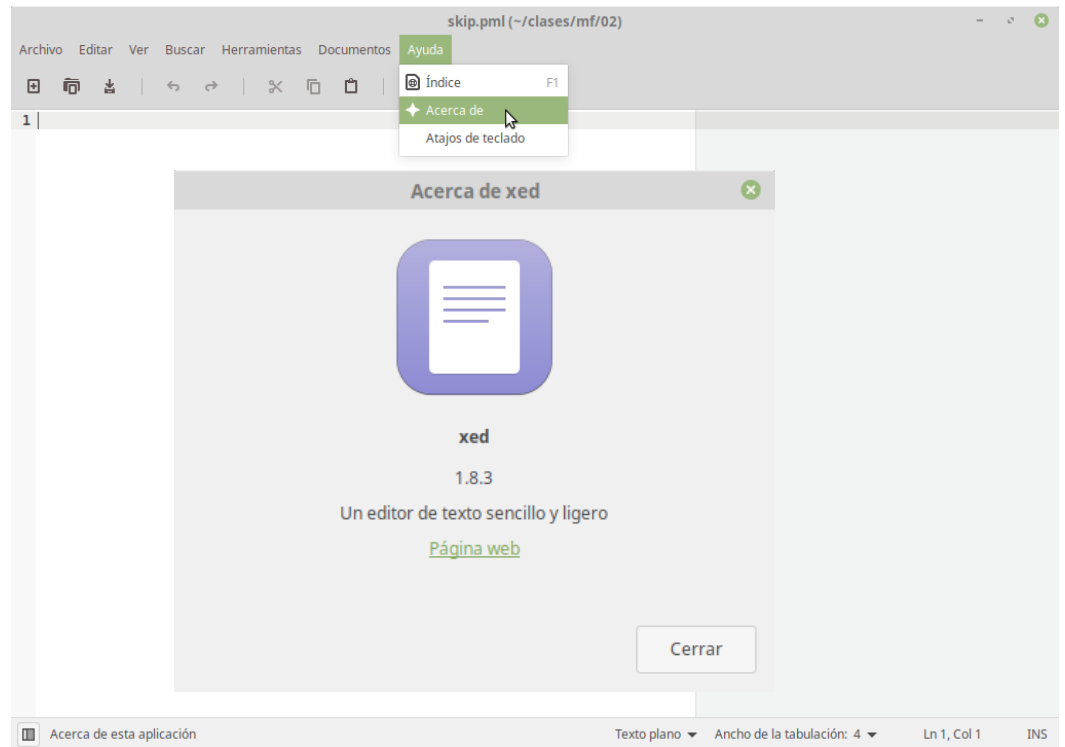 skip.pml (~/clases/mf/02)
Archivo Editar Ver Buscar Herramientas Documentos Ayuda
Índice F1
Acerca de
Atajos de teclado
1
Acerca de xed
xed
1.8.3
Un editor de texto sencillo y ligero
Página web
Cerrar
Acerca de esta aplicación Texto plano Ancho de la tabulación: 4 Ln 1, Col 1 INS